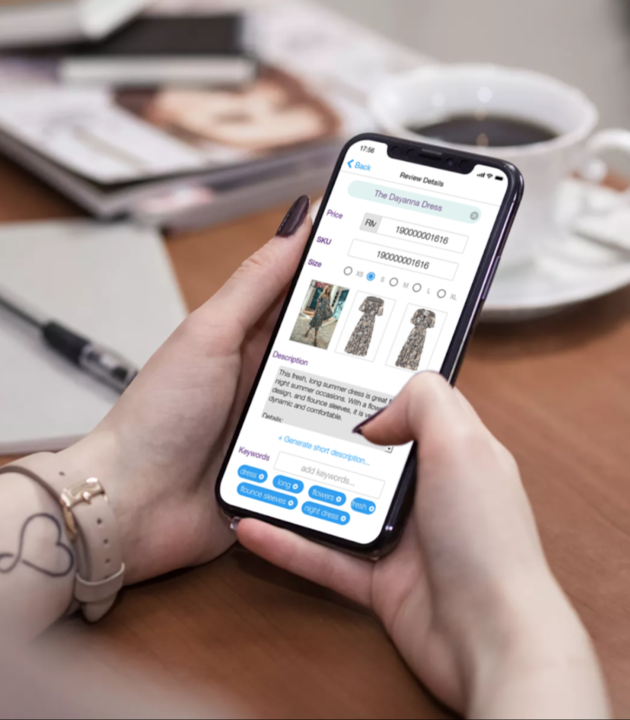 17:56
Back
Review Details
The Dayanna Dress
Price
RM
190000001616
SKU
190000001616
Size
XS S M L XL
Description
This fresh, long summer dress is great
night summer occasions. With a
design, and flounce sleeves, it is
dynamic and comfortable.
Details:
+ Generate short description...
Keywords
add keywords...
dress
long
flowers
fresh
flounce sleeves
night dress